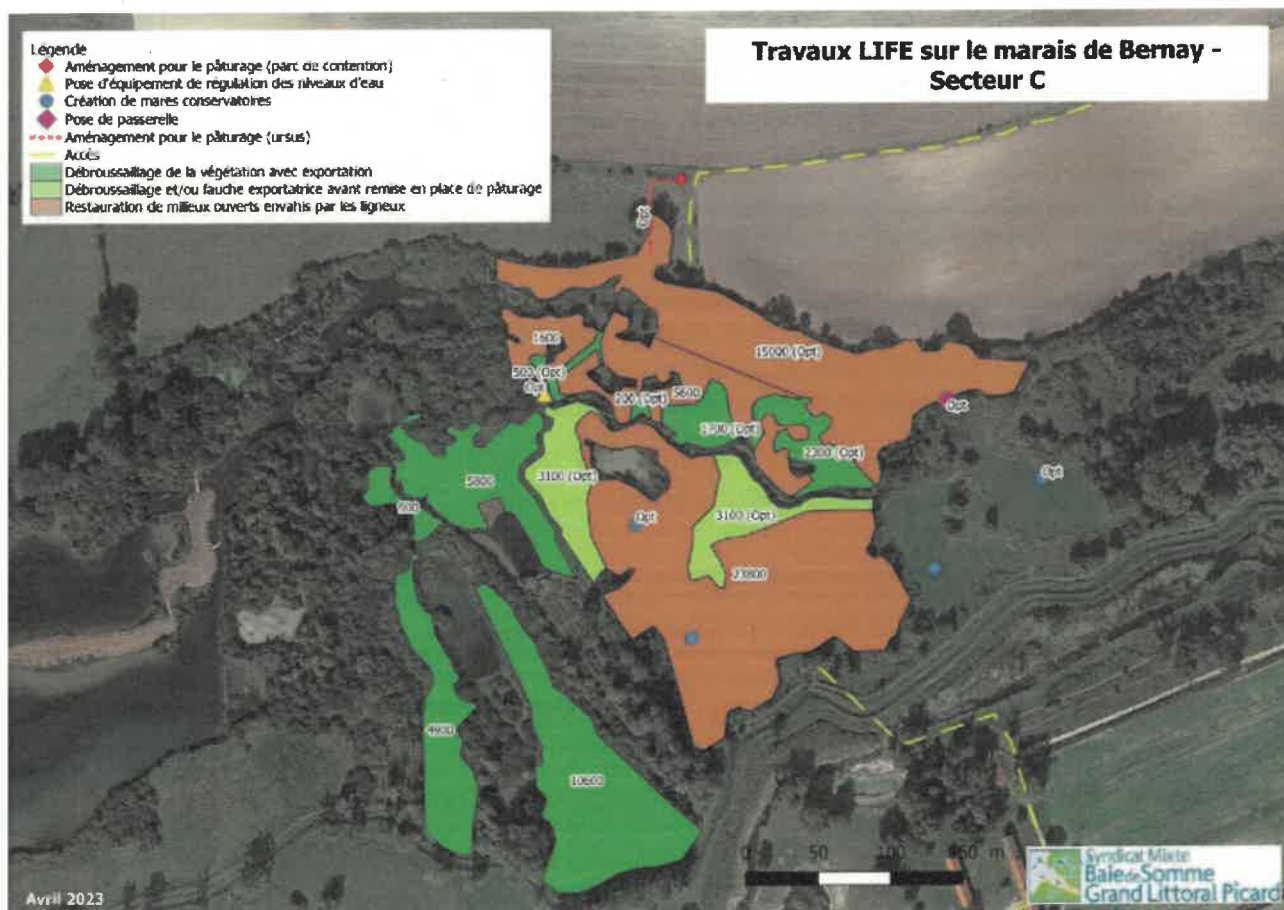 Travaux LIFE sur le marais de Bernay -
Secteur C
Légende
Aménagement pour le pâturage (parc de contention)
Pose d'équipement de régulation des niveaux d'eau
Création de mares conservatoires
Pose de passerelle
Aménagement pour le pâturage (ursus)
Accès
Débroussaillage de la végétation avec exportation
Débroussaillage et/ou fauche exportatrice avant remise en place de pâturage
Restauration de milieux ouverts envahis par les ligneux
Opt
1600
15000 (Opt)
500 (Opt)
Opt
200 (Opt)
5600
Opt
1700 (Opt)
2300 (Opt)
3100 (Opt)
5800
Opt
Opt
3100 (Opt)
23800
10600
0 50 100 150 m
Avril 2023
Syndicat Mixte
Baie de Somme
Grand Littoral Picard